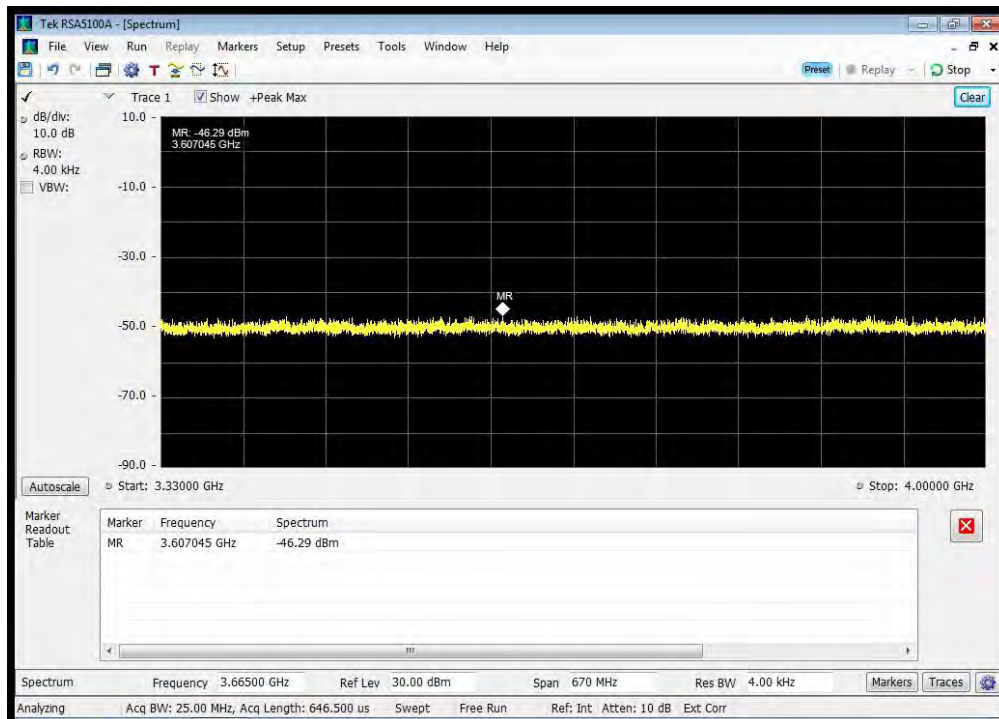 Tek RSA5100A - [Spectrum]
File View Run Replay Markers Setup Presets Tools Window Help
Preset Replay Stop
Trace 1 Show +Peak Max Clear
dB/div:
10.0 dB
RBW:
4.00 kHz
VBW:
10.0
MR: -46.29 dBm
3.607045 GHz
-10.0
-30.0
MR
-50.0
-70.0
-90.0
Autoscale Start: 3.33000 GHz Stop: 4.00000 GHz
Marker Readout Table
Marker Frequency Spectrum
MR 3.607045 GHz -46.29 dBm
Spectrum Frequency 3.66500 GHz Ref Lev 30.00 dBm Span 670 MHz Res BW 4.00 kHz Markers Traces
Analyzing Acq BW: 25.00 MHz, Acq Length: 646.500 us Swept Free Run Ref: Int Atten: 10 dB Ext Corr